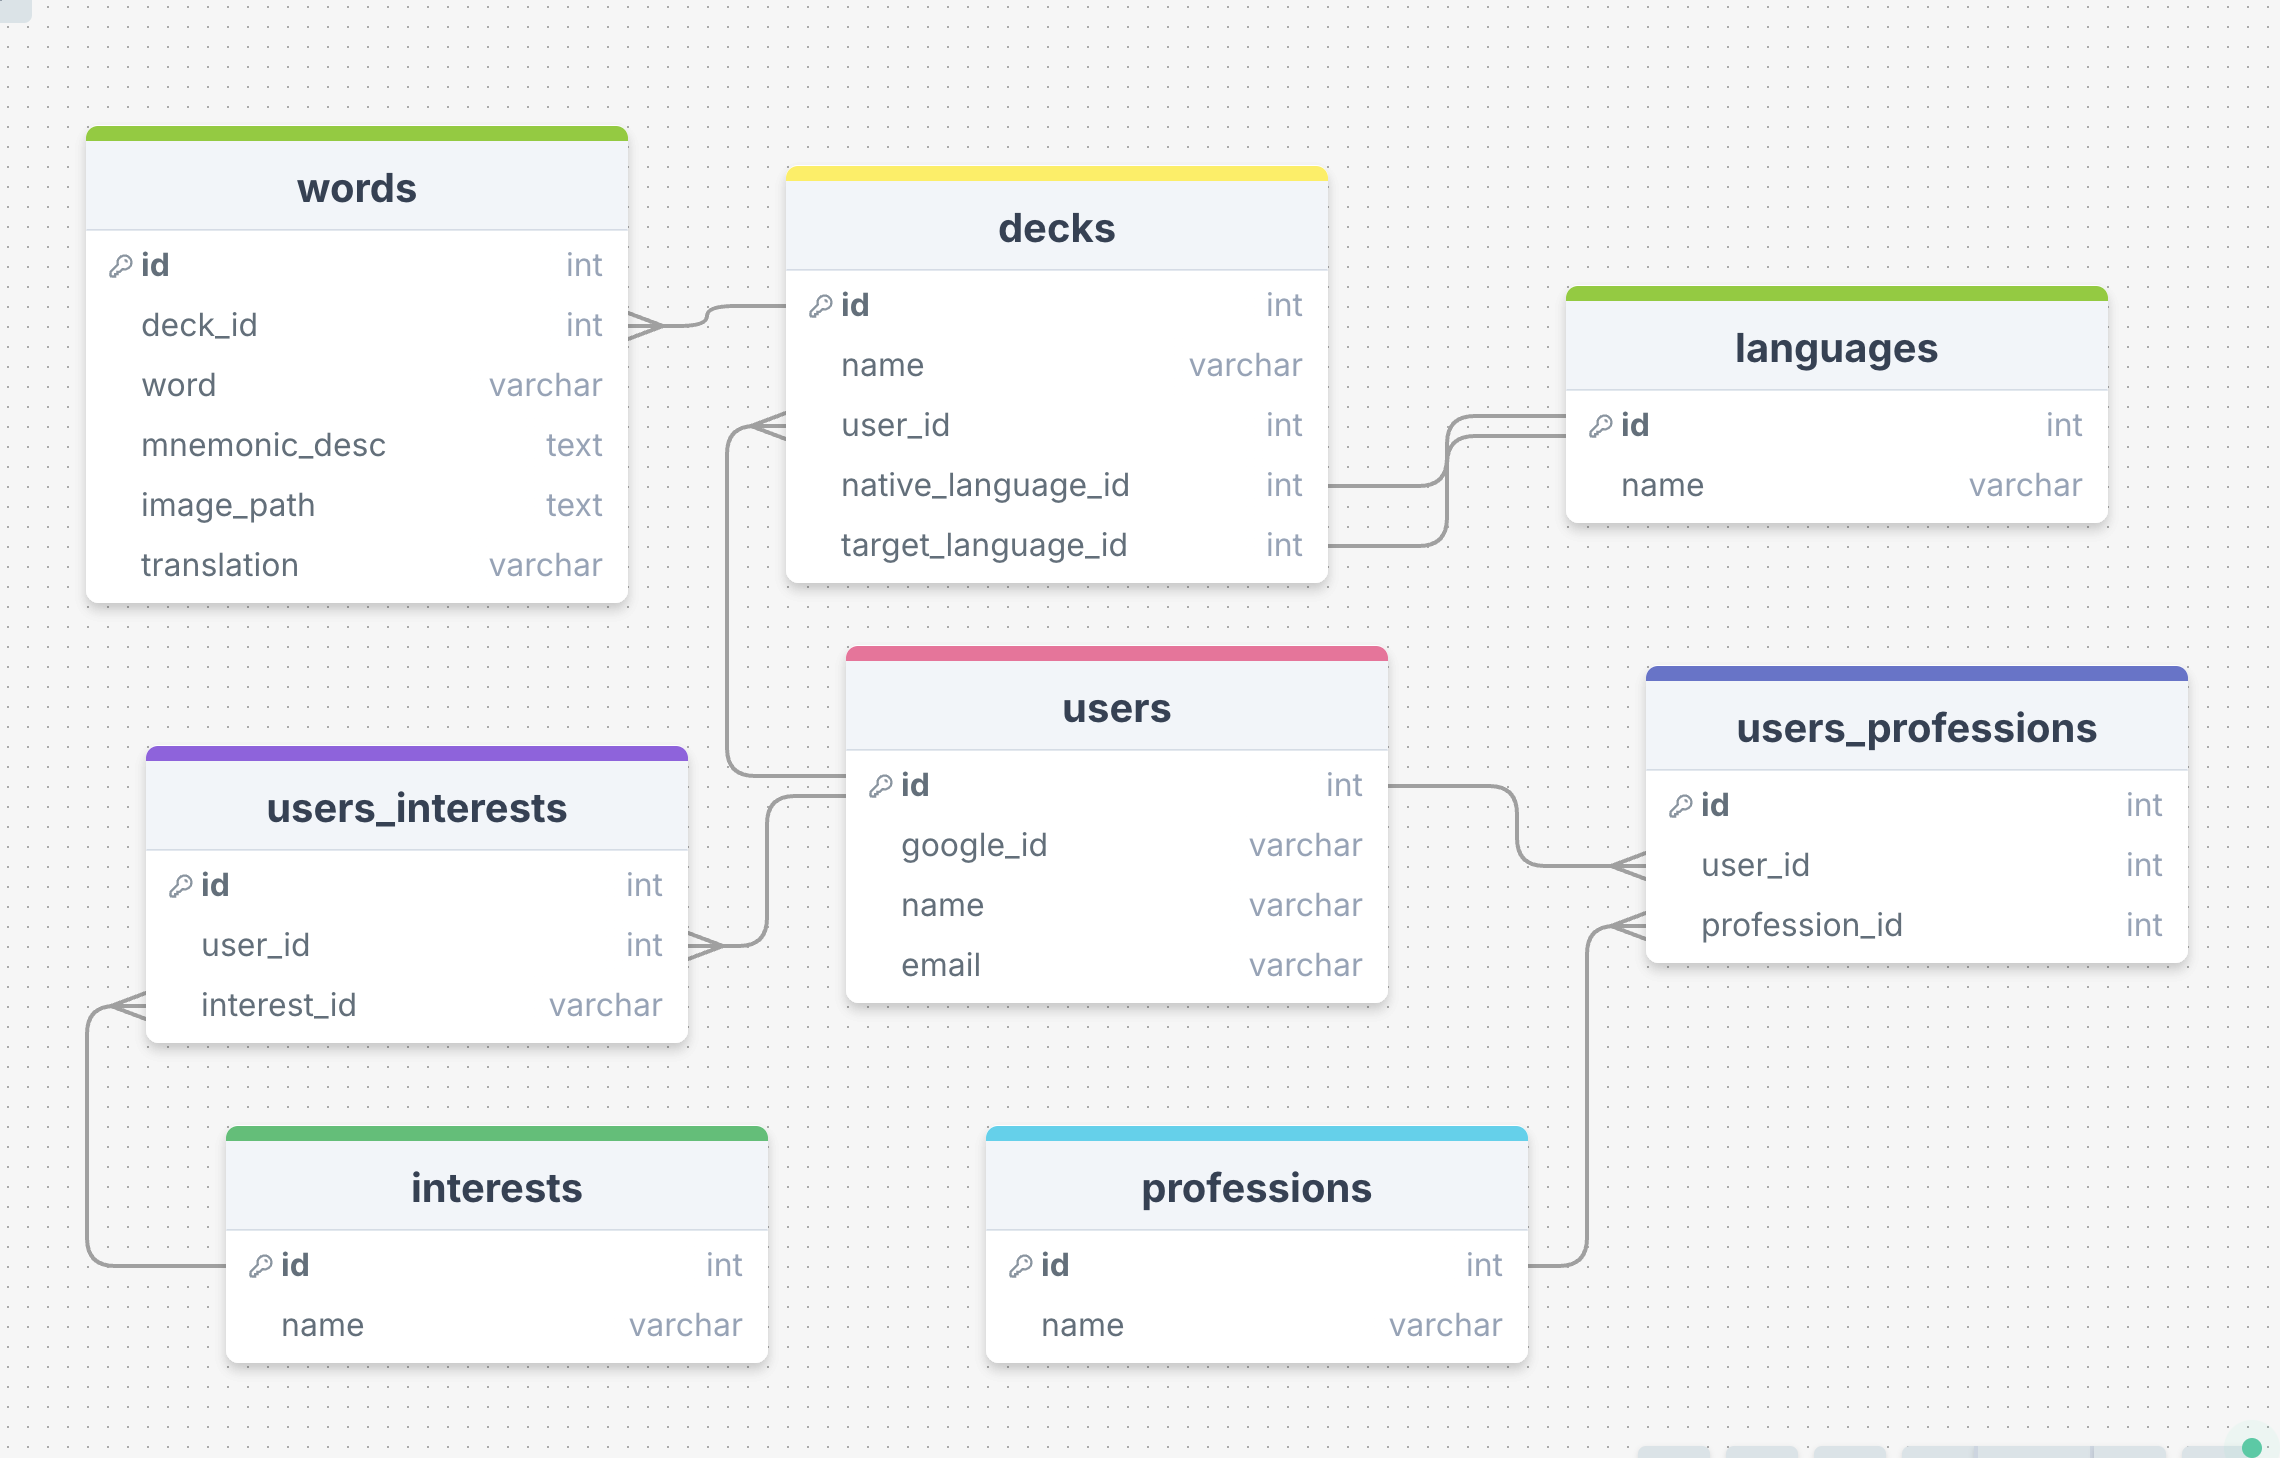 words
id int
deck_id int
word varchar
mnemonic_desc text
image_path text
translation varchar
decks
id int
name varchar
user_id int
native_language_id int
target_language_id int
languages
id int
name varchar
users
id int
google_id varchar
name varchar
email varchar
users_professions
id int
user_id int
profession_id int
users_interests
id int
user_id int
interest_id varchar
interests
id int
name varchar
professions
id int
name varchar